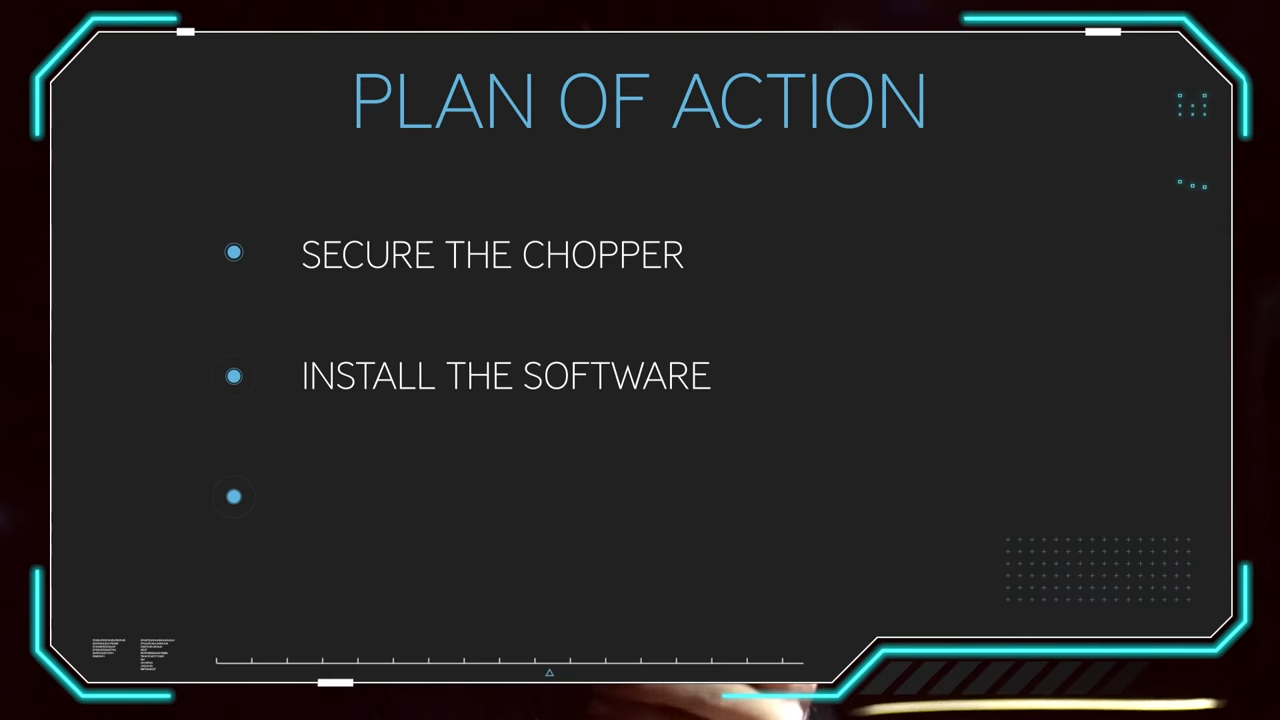 PLAN OF ACTION
SECURE THE CHOPPER
INSTALL THE SOFTWARE